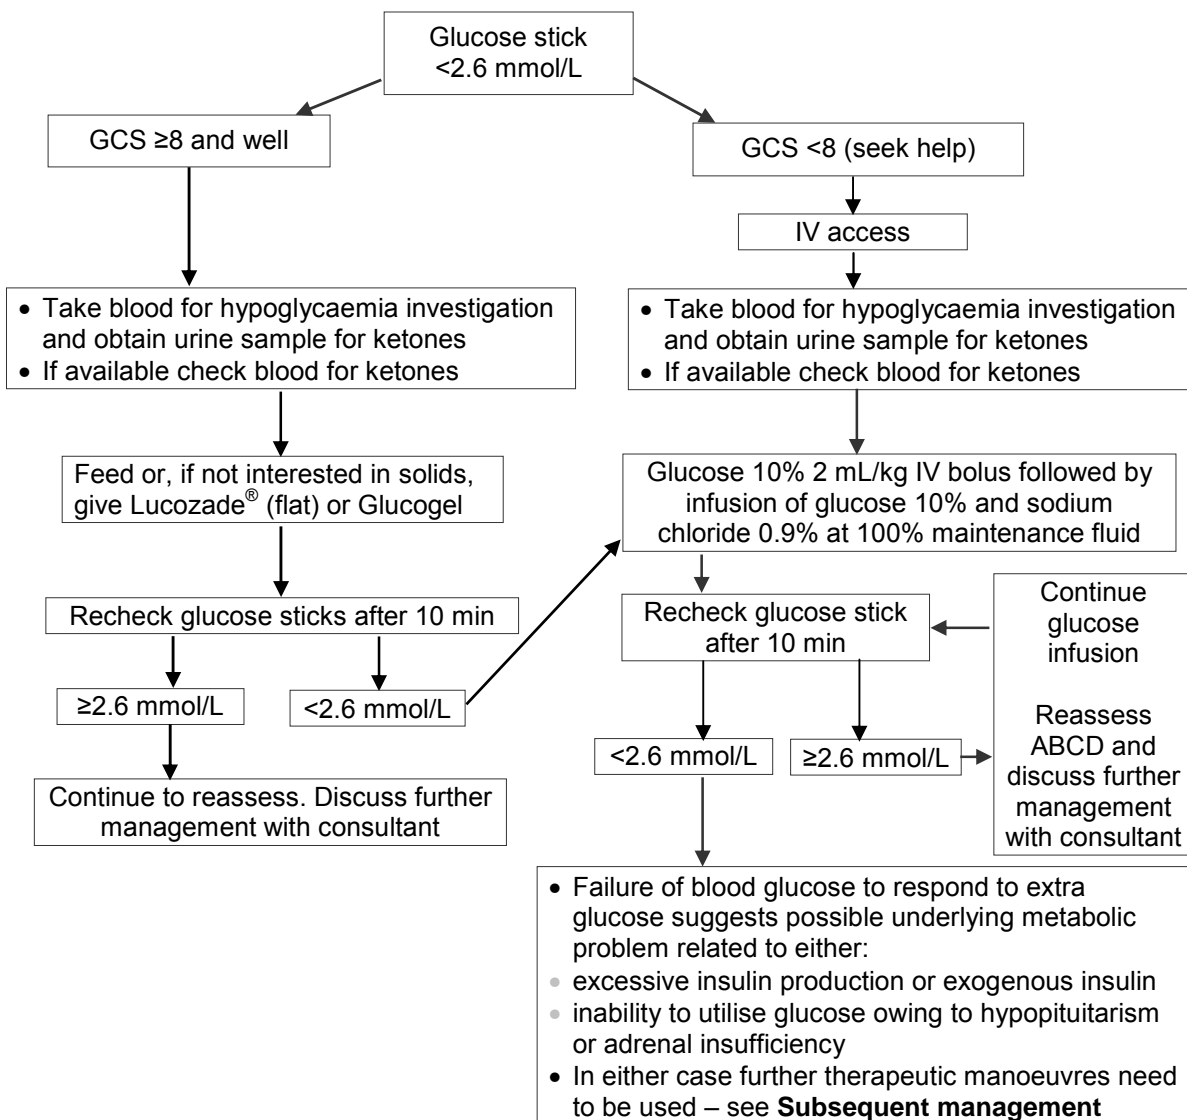 Glucose stick
<2.6 mmol/L
GCS ≥8 and well
GCS <8 (seek help)
IV access
• Take blood for hypoglycaemia investigation
and obtain urine sample for ketones
• If available check blood for ketones
• Take blood for hypoglycaemia investigation
and obtain urine sample for ketones
• If available check blood for ketones
Feed or, if not interested in solids,
give Lucozade® (flat) or Glucogel
Glucose 10% 2 mL/kg IV bolus followed by
infusion of glucose 10% and sodium
chloride 0.9% at 100% maintenance fluid
Recheck glucose sticks after 10 min
≥2.6 mmol/L
<2.6 mmol/L
Continue to reassess. Discuss further
management with consultant
Recheck glucose stick
after 10 min
<2.6 mmol/L
≥2.6 mmol/L
Continue
glucose
infusion
Reassess
ABCD and
discuss further
management
with consultant
• Failure of blood glucose to respond to extra
glucose suggests possible underlying metabolic
problem related to either:
• excessive insulin production or exogenous insulin
• inability to utilise glucose owing to hypopituitarism
or adrenal insufficiency
• In either case further therapeutic manoeuvres need
to be used – see Subsequent management